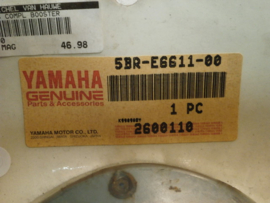 CHEL VAN HAUWE
COMPL BOOSTER
0
MAG 46.98
YAMAHA
GENUINE
Parts & Accessories
YAMAHA MOTOR CO., LTD.
5BR-E6611-00
1 PC
2600110